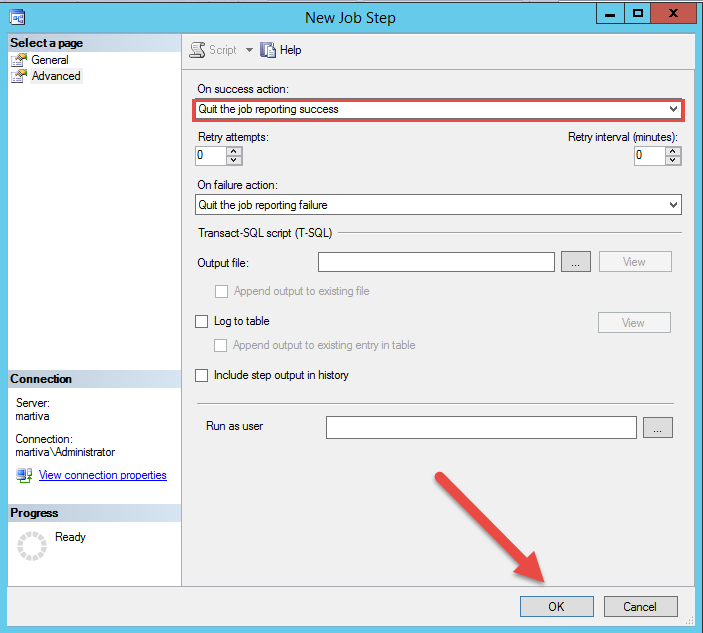 New Job Step
Select a page
General
Advanced
Script
Help
On success action:
Quit the job reporting success
Retry attempts:
Retry interval (minutes):
0
0
On failure action:
Quit the job reporting failure
Transact-SQL script (T-SQL)
Output file:
...
View
Append output to existing file
Log to table
View
Append output to existing entry in table
Include step output in history
Run as user
...
Connection
Server:
martiva
Connection:
martiva\Administrator
View connection properties
Progress
Ready
OK
Cancel